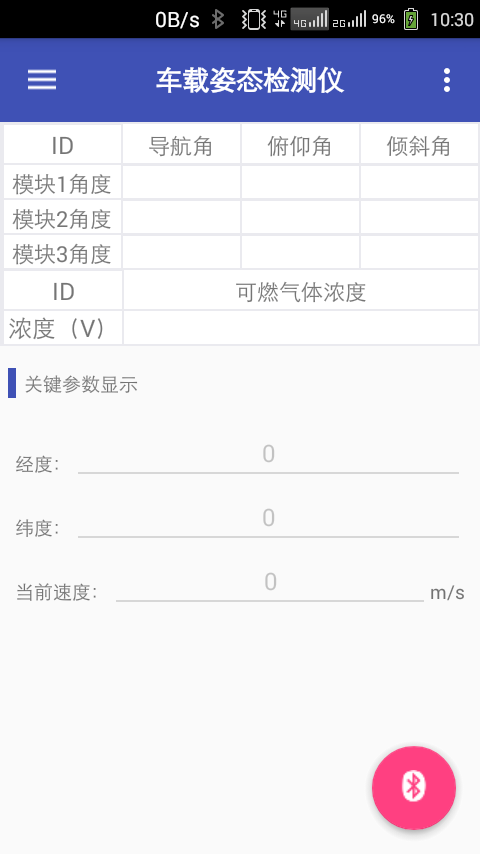 0B/s 4G 4G 2G 96% 10:30
车载姿态检测仪
ID 导航角 俯仰角 倾斜角
模块1角度
模块2角度
模块3角度
ID 可燃气体浓度
浓度（V）
关键参数显示
经度： 0
纬度： 0
当前速度： 0 m/s